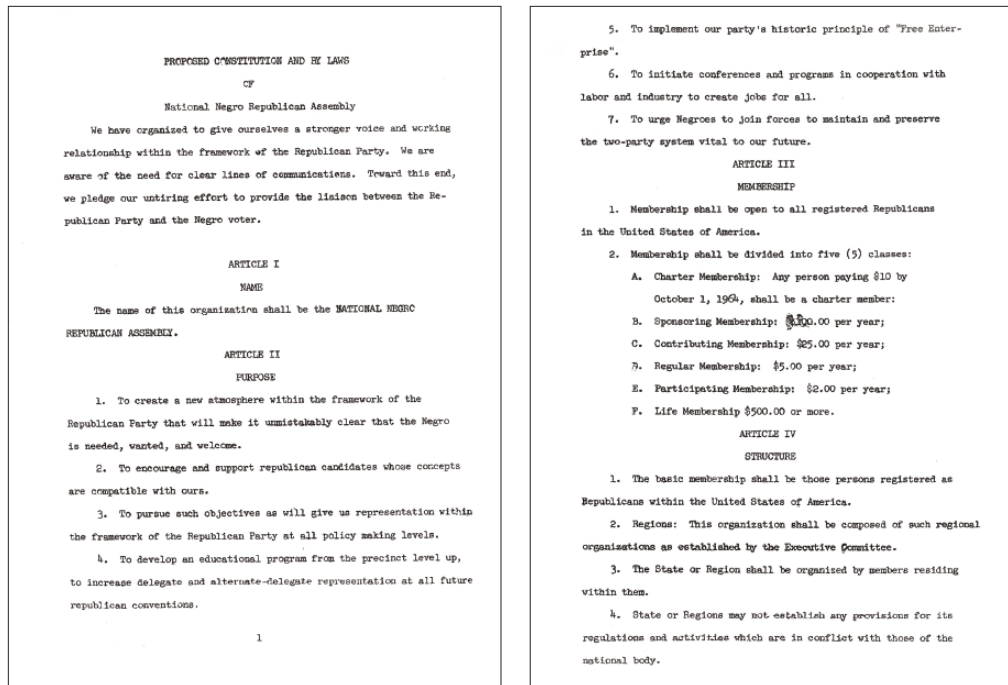 PROPOSED CONSTITUTION AND BY LAWS
OF
National Negro Republican Assembly
We have organized to give ourselves a stronger voice and working
relationship within the framework of the Republican Party. We are
aware of the need for clear lines of communications. Toward this end,
we pledge our untiring effort to provide the liaison between the Re-
publican Party and the Negro voter.
ARTICLE I
NAME
The name of this organization shall be the NATIONAL NEGRO
REPUBLICAN ASSEMBLY.
ARTICLE II
PURPOSE
1. To create a new atmosphere within the framework of the
Republican Party that will make it unmistakably clear that the Negro
is needed, wanted, and welcome.
2. To encourage and support republican candidates whose concepts
are compatible with ours.
3. To pursue such objectives as will give us representation within
the framework of the Republican Party at all policy making levels.
4. To develop an educational program from the precinct level up,
to increase delegate and alternate-delegate representation at all future
republican conventions.
1
5. To implement our party's historic principle of "Free Enter-
prise".
6. To initiate conferences and programs in cooperation with
labor and industry to create jobs for all.
7. To urge Negroes to join forces to maintain and preserve
the two-party system vital to our future.
ARTICLE III
MEMBERSHIP
1. Membership shall be open to all registered Republicans
in the United States of America.
2. Membership shall be divided into five (5) classes:
A. Charter Membership: Any person paying $10 by
October 1, 1964, shall be a charter member:
B. Sponsoring Membership: per year;
C. Contributing Membership: $25.00 per year;
D. Regular Membership: $5.00 per year;
E. Participating Membership: $2.00 per year;
F. Life Membership $500.00 or more.
ARTICLE IV
STRUCTURE
1. The basic membership shall be those persons registered as
Republicans within the United States of America.
2. Regions: This organization shall be composed of such regional
organizations as established by the Executive Committee.
3. The State or Region shall be organized by members residing
within them.
4. State or Regions may not establish any provisions for its
regulations and activities which are in conflict with those of the
national body.